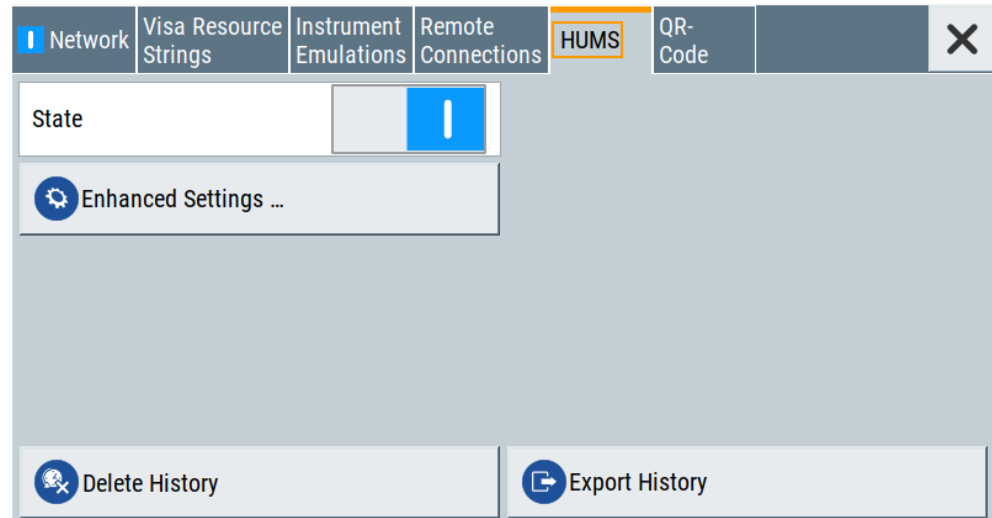 Network
Visa Resource
Strings
Instrument
Emulations
Remote
Connections
HUMS
QR-
Code
State
Enhanced Settings ...
Delete History
Export History